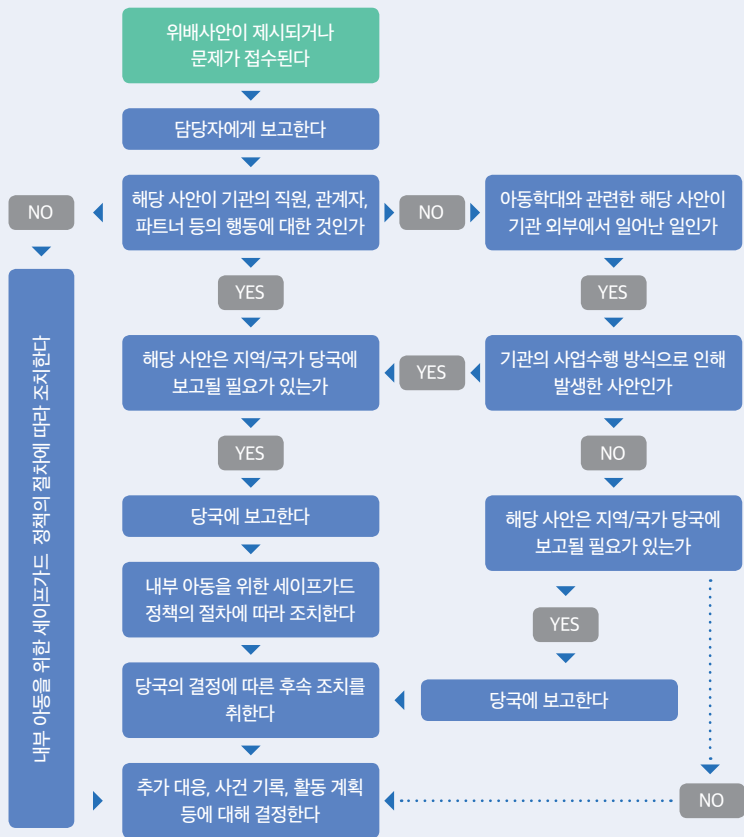 위배사안이 제시되거나
문제가 접수된다
담당자에게 보고한다
NO
해당 사안이 기관의 직원, 관계자,
파트너 등의 행동에 대한 것인가
NO
아동학대와 관련한 해당 사안이
기관 외부에서 일어난 일인가
YES
YES
해당 사안은 지역/국가 당국에
보고될 필요가 있는가
YES
기관의 사업수행 방식으로 인해
발생한 사안인가
YES
NO
당국에 보고한다
해당 사안은 지역/국가 당국에
보고될 필요가 있는가
내부 아동을 위한 세이프가드 정책의 절차에 따라 조치한다
내부 아동을 위한 세이프가드
정책의 절차에 따라 조치한다
YES
당국의 결정에 따른 후속 조치를
취한다
당국에 보고한다
추가 대응, 사건 기록, 활동 계획
등에 대해 결정한다
NO